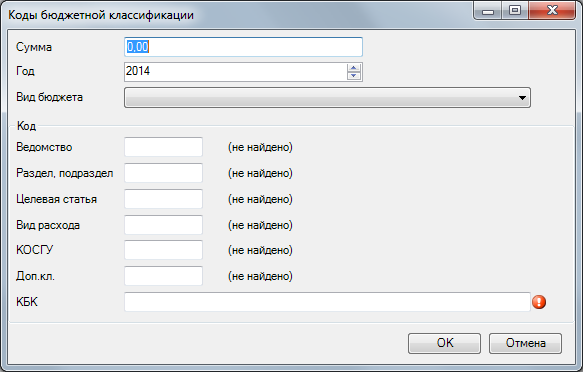 Коды бюджетной классификации
Сумма 0,00
Год 2014
Вид бюджета
Код
Ведомство (не найдено)
Раздел, подраздел (не найдено)
Целевая статья (не найдено)
Вид расхода (не найдено)
КОСГУ (не найдено)
Доп.кл. (не найдено)
КБК
OK Отмена